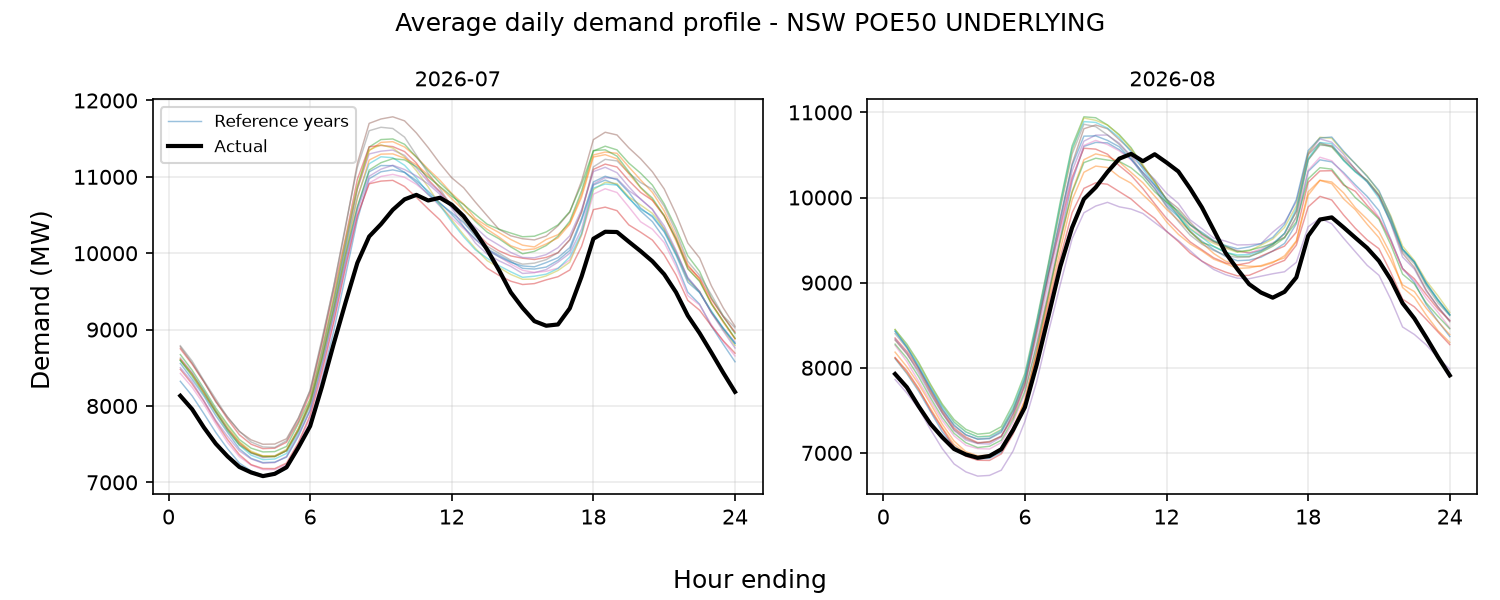 Average daily demand profile - NSW POE50 UNDERLYING
2026-07
2026-08
Demand (MW)
12000
11000
10000
9000
8000
7000
Reference years
Actual
0 6 12 18 24
11000
10000
9000
8000
7000
0 6 12 18 24
Hour ending